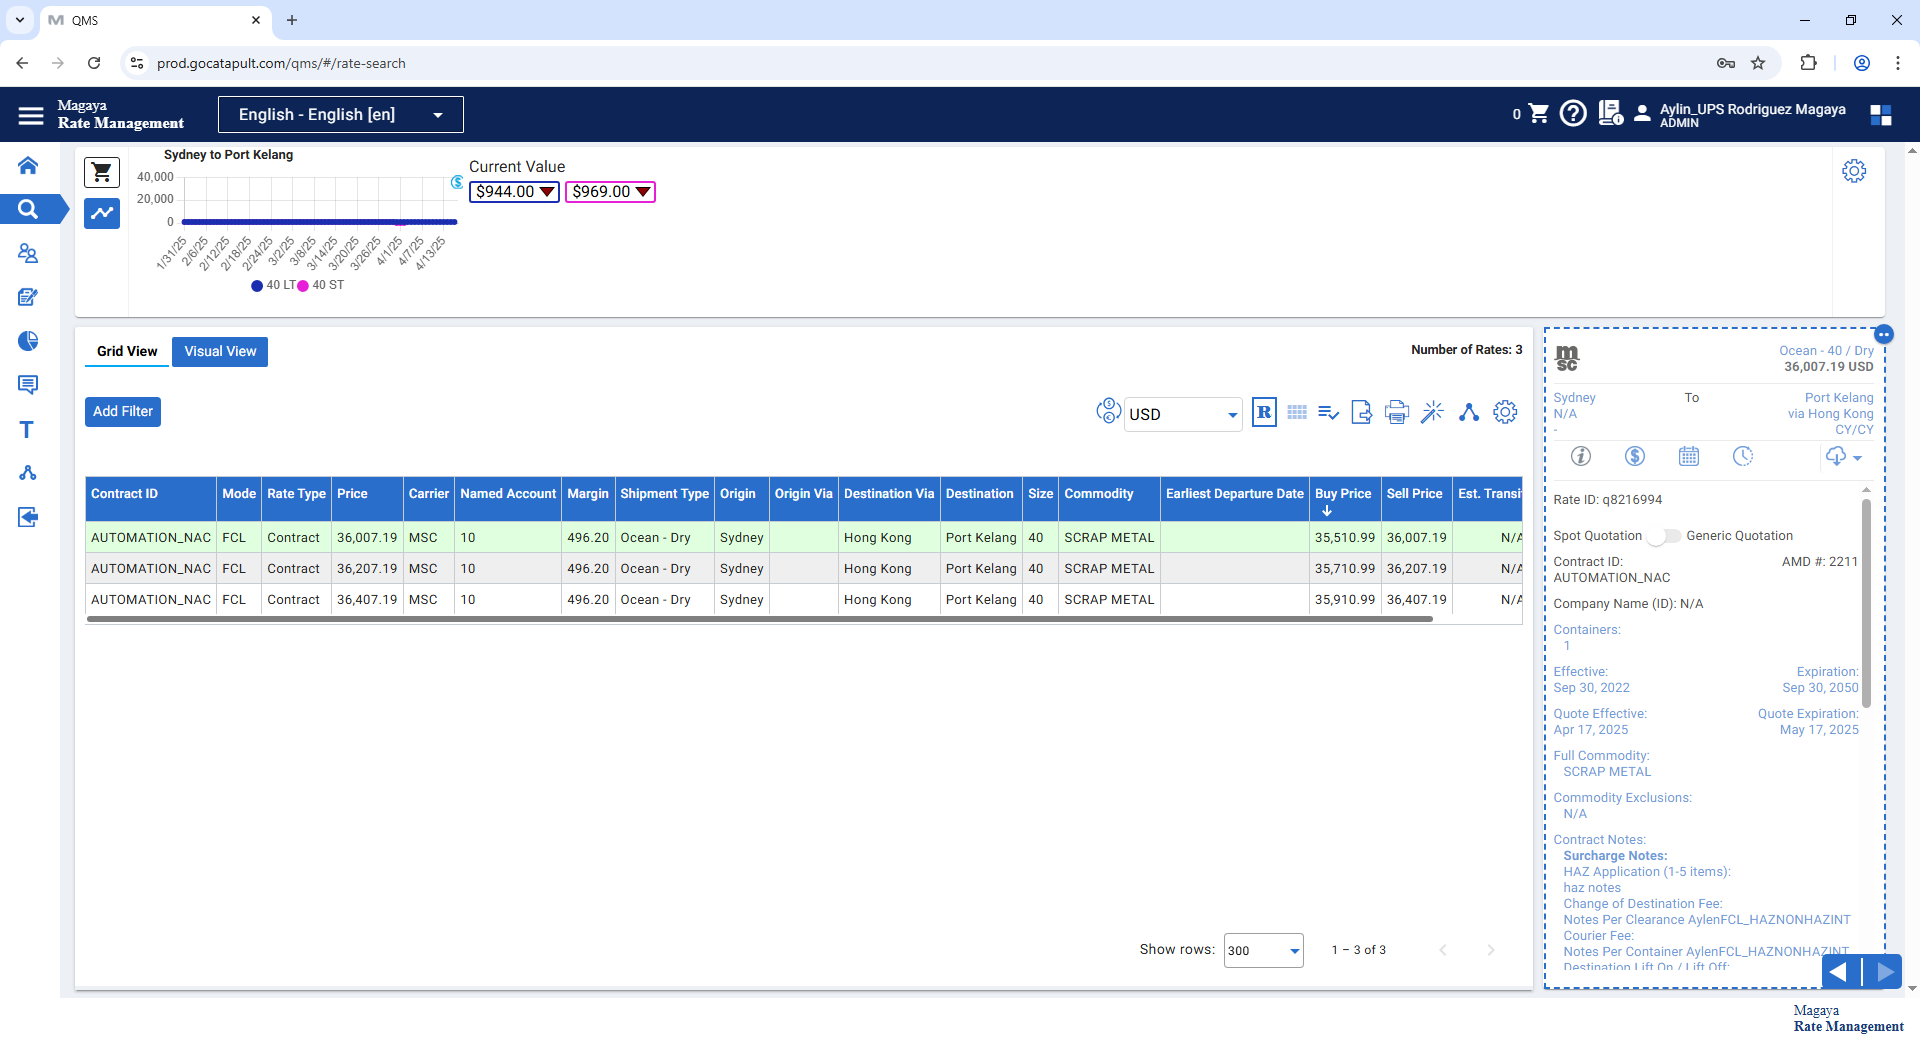 QMS
prod.gocatapult.com/qms/#/rate-search
Magaya
Rate Management
English - English [en]
0
Aylin_UPS Rodriguez Magaya
ADMIN
Sydney to Port Kelang
40,000
20,000
0
1/31/25 2/6/25 2/12/25 2/18/25 2/24/25 3/2/25 3/8/25 3/14/25 3/20/25 3/26/25 4/1/25 4/7/25 4/13/25
40 LT 40 ST
Current Value
$944.00 $969.00
Grid View Visual View
Number of Rates: 3
Add Filter
USD
R
Contract ID Mode Rate Type Price Carrier Named Account Margin Shipment Type Origin Origin Via Destination Via Destination Size Commodity Earliest Departure Date Buy Price Sell Price Est. Transi
AUTOMATION_NAC FCL Contract 36,007.19 MSC 10 496.20 Ocean - Dry Sydney Hong Kong Port Kelang 40 SCRAP METAL 35,510.99 36,007.19 N/A
AUTOMATION_NAC FCL Contract 36,207.19 MSC 10 496.20 Ocean - Dry Sydney Hong Kong Port Kelang 40 SCRAP METAL 35,710.99 36,207.19 N/A
AUTOMATION_NAC FCL Contract 36,407.19 MSC 10 496.20 Ocean - Dry Sydney Hong Kong Port Kelang 40 SCRAP METAL 35,910.99 36,407.19 N/A
Show rows: 300 1 – 3 of 3
msc
Ocean - 40 / Dry
36,007.19 USD
Sydney To Port Kelang
N/A via Hong Kong
- CY/CY
Rate ID: q8216994
Spot Quotation Generic Quotation
Contract ID: AMD #: 2211
AUTOMATION_NAC
Company Name (ID): N/A
Containers:
1
Effective: Expiration:
Sep 30, 2022 Sep 30, 2050
Quote Effective: Quote Expiration:
Apr 17, 2025 May 17, 2025
Full Commodity:
SCRAP METAL
Commodity Exclusions:
N/A
Contract Notes:
Surcharge Notes:
HAZ Application (1-5 items):
haz notes
Change of Destination Fee:
Notes Per Clearance AylenFCL_HAZNONHAZINT
Courier Fee:
Notes Per Container AylenFCL_HAZNONHAZINT
Destination Lift On / Lift Off:
Magaya
Rate Management